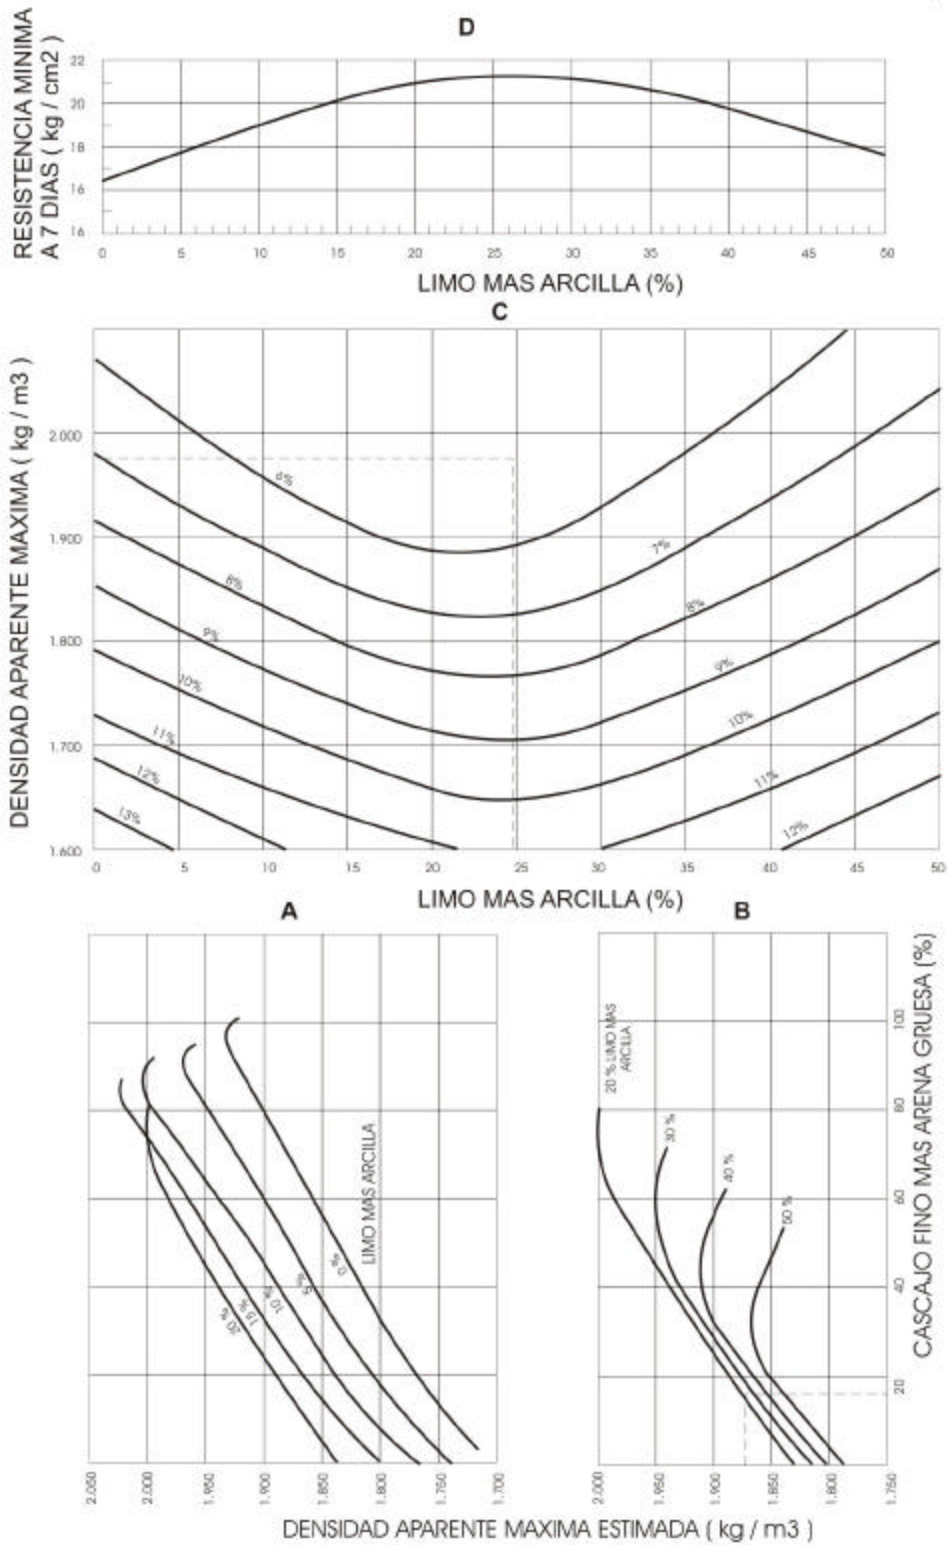 D
RESISTENCIA MINIMA
A 7 DIAS ( kg / cm2 )
22
20
18
16
16
0 5 10 15 20 25 30 35 40 45 50
LIMO MAS ARCILLA (%)
C
DENSIDAD APARENTE MAXIMA ( kg / m3 )
2.000
1.900
1.800
1.700
1.600
6%
7%
8%
8%
9%
9%
10%
10%
11%
11%
12%
12%
13%
0 5 10 15 20 25 30 35 40 45 50
LIMO MAS ARCILLA (%)
A
LIMO MAS ARCILLA
0 %
5 %
10 %
15 %
20 %
2.050 2.000 1.950 1.900 1.850 1.800 1.750 1.700
B
20 % LIMO MAS
ARCILLA
30 %
40 %
50 %
CASCAJO FINO MAS ARENA GRUESA (%)
100
80
60
40
20
2.000 1.950 1.900 1.850 1.800 1.750
DENSIDAD APARENTE MAXIMA ESTIMADA ( kg / m3 )